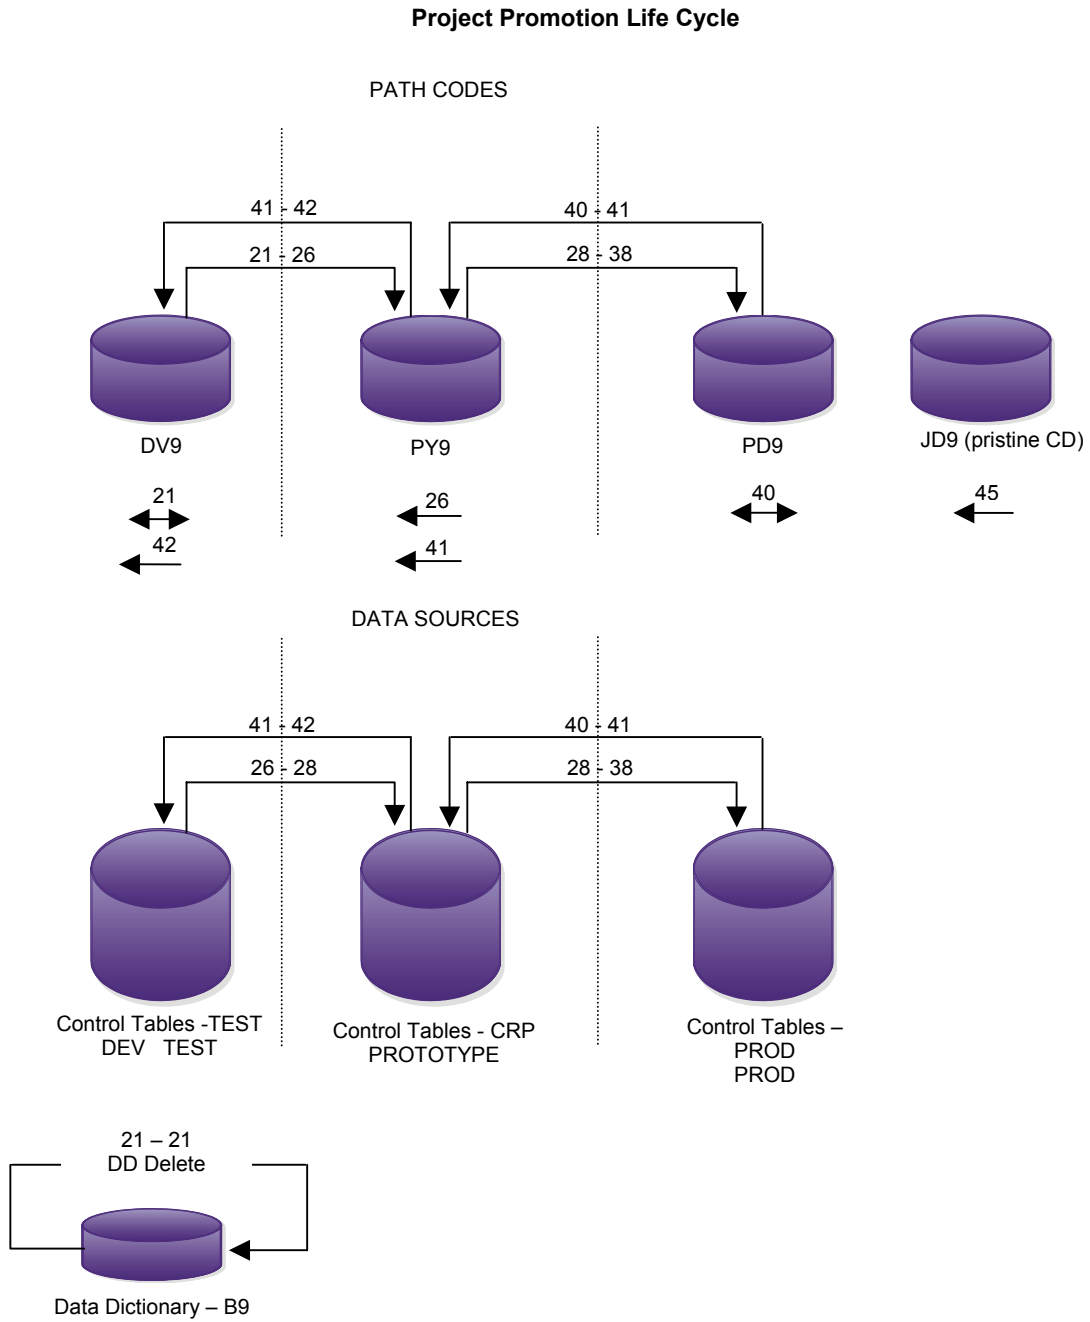 Project Promotion Life Cycle
PATH CODES
41 - 42
40 - 41
21 - 26
28 - 38
DV9
PY9
PD9
JD9 (pristine CD)
21
26
40
45
42
41
DATA SOURCES
41 - 42
40 - 41
26 - 28
28 - 38
Control Tables -TEST
DEV TEST
Control Tables - CRP
PROTOTYPE
Control Tables –
PROD
PROD
21 – 21
DD Delete
Data Dictionary – B9